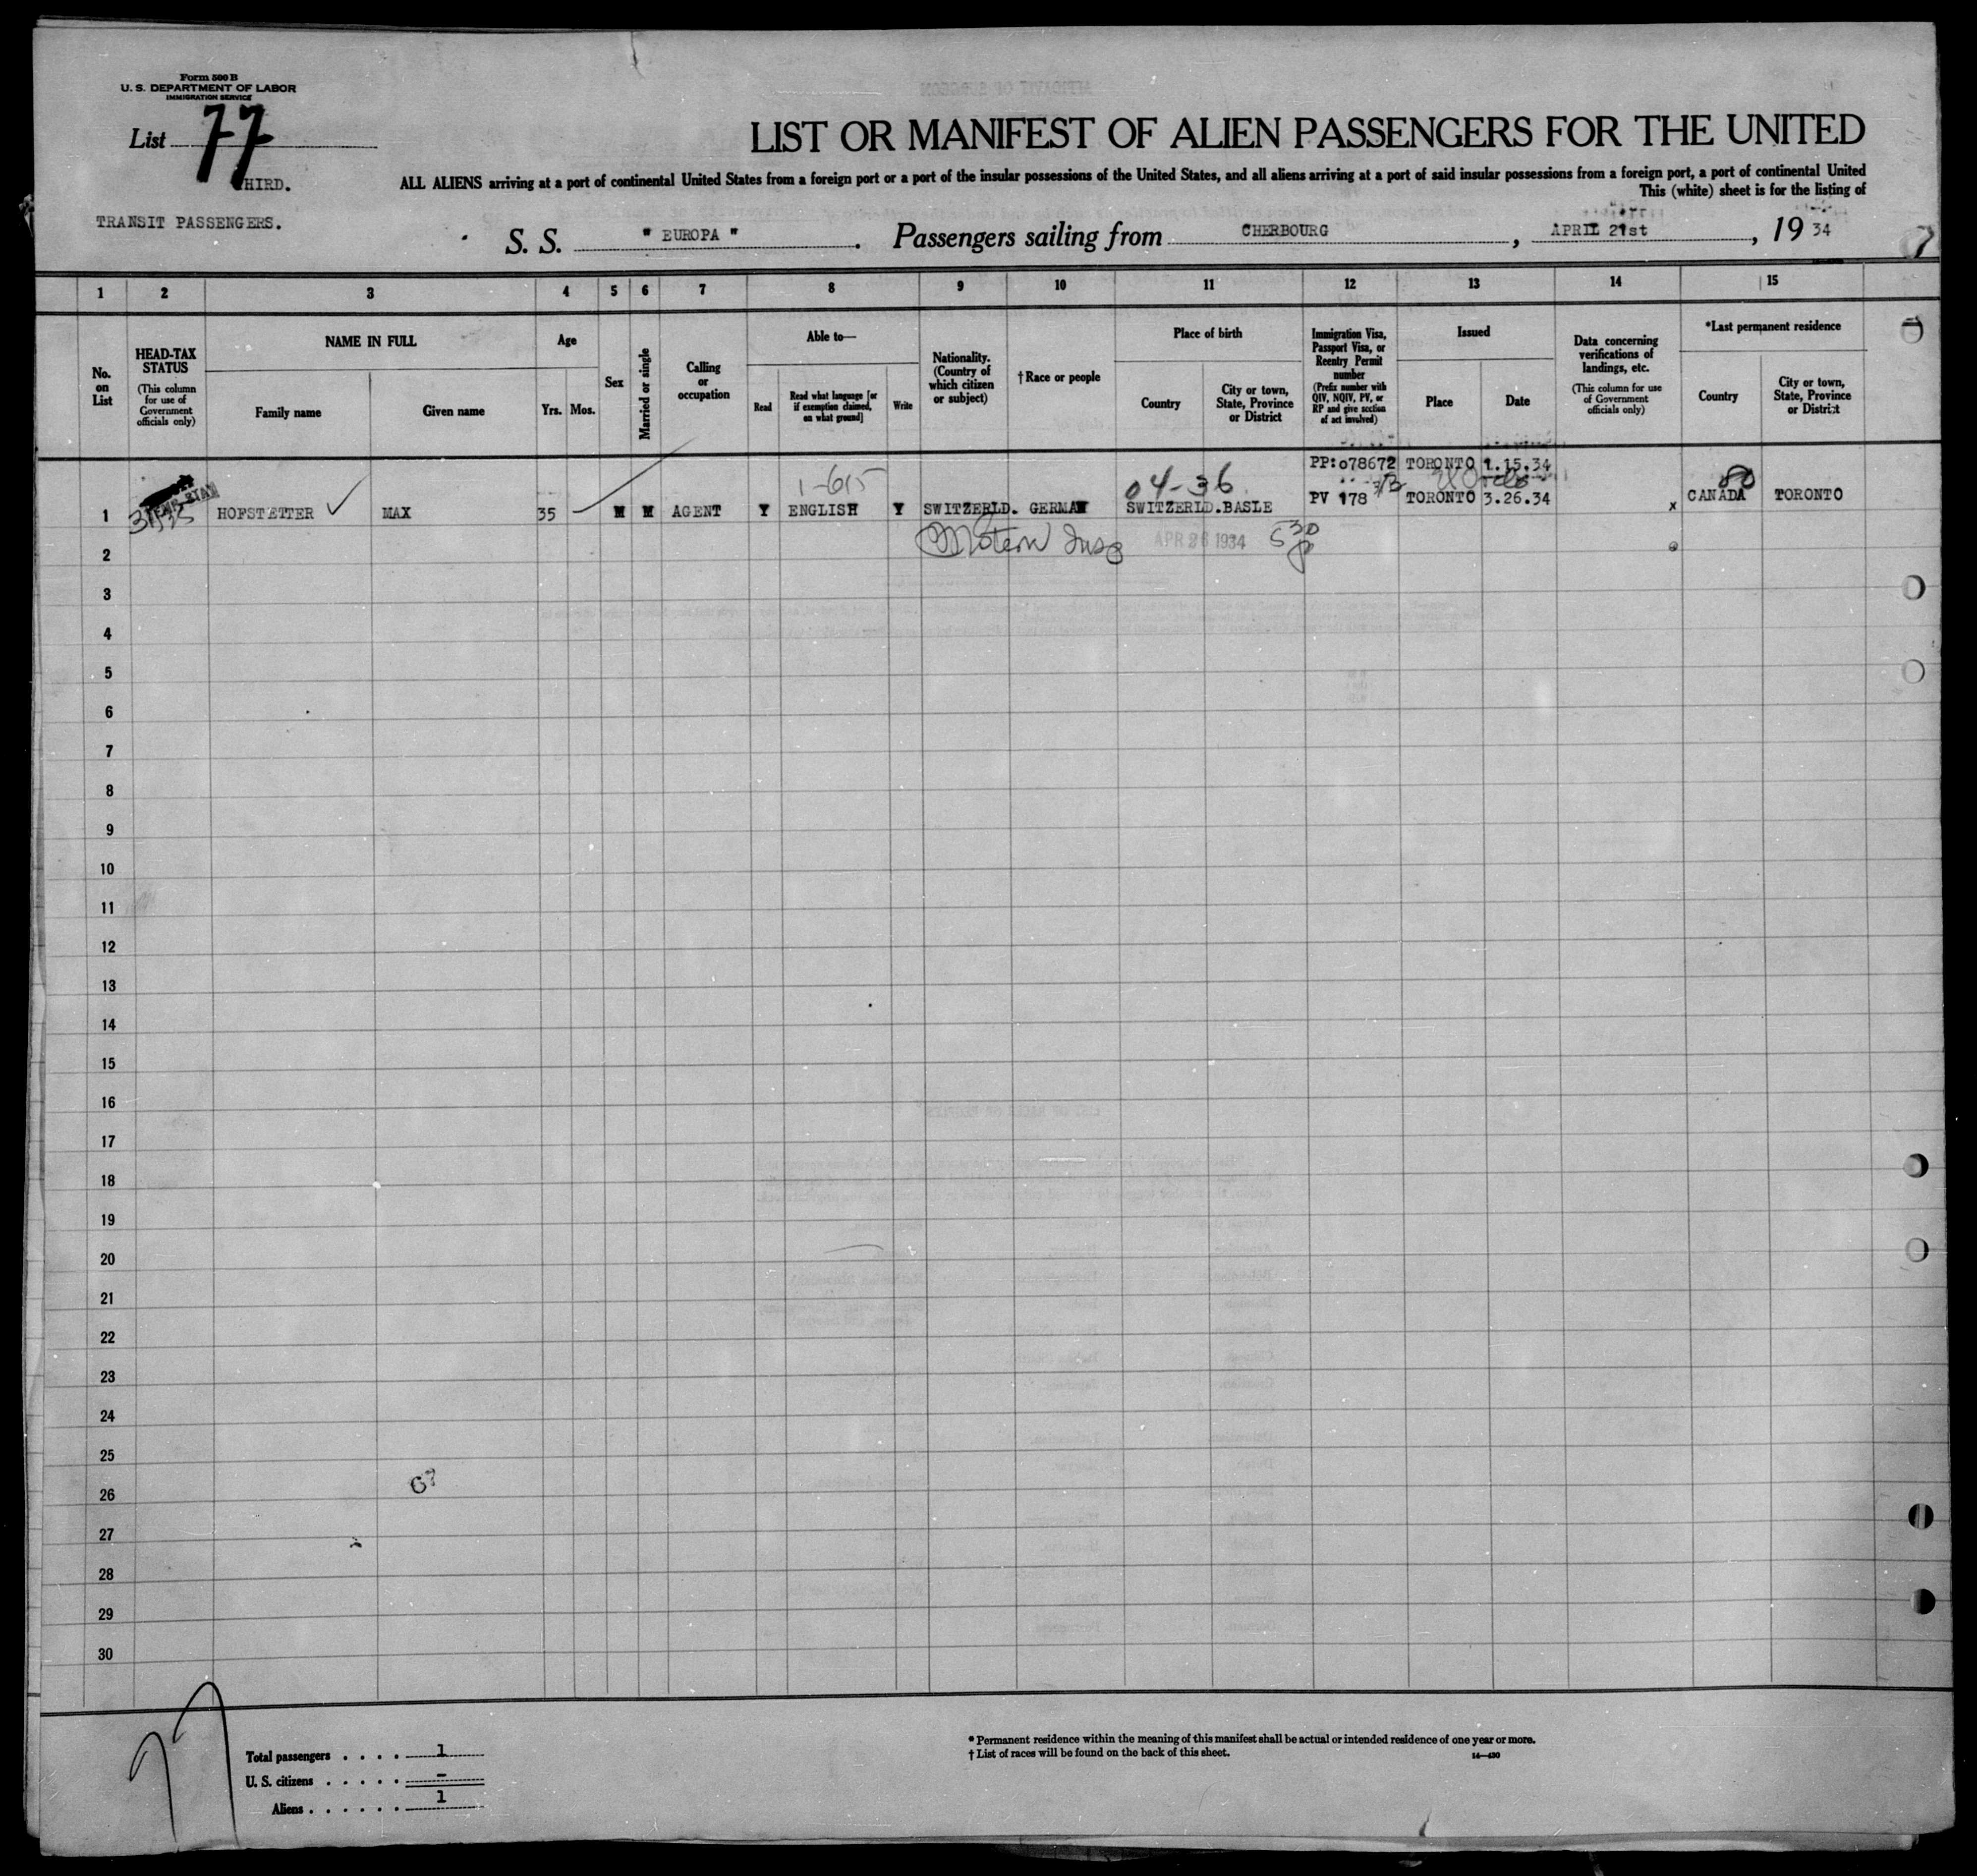 Form 500 B
U. S. DEPARTMENT OF LABOR
IMMIGRATION SERVICE
List 77
LIST OR MANIFEST OF ALIEN PASSENGERS FOR THE UNITED
HIRD.
ALL ALIENS arriving at a port of continental United States from a foreign port or a port of the insular possessions of the United States, and all aliens arriving at a port of said insular possessions from a foreign port, a port of continental United
This (white) sheet is for the listing of
TRANSIT PASSENGERS.
S. S. " EUROPA " . Passengers sailing from CHERBOURG , APRIL 21st , 19 34
1 2 3 4 5 6 7 8 9 10 11 12 13 14 15
No. on List
HEAD-TAX STATUS
(This column for use of Government officials only)
NAME IN FULL
Family name
Given name
Age
Yrs. Mos.
Sex
Married or single
Calling or occupation
Able to—
Read
Read what language [or if exemption claimed, on what ground]
Write
Nationality. (Country of which citizen or subject)
† Race or people
Place of birth
Country
City or town, State, Province or District
Immigration Visa, Passport Visa, or Reentry Permit number
(Prefix number with QIV, NQIV, PV, or RP and give section of act involved)
Issued
Place
Date
Data concerning verifications of landings, etc.
(This column for use of Government officials only)
*Last permanent residence
Country
City or town, State, Province or District
PP:078672 TORONTO 1.15.34
1-615 04-36 3/3 80
PV 178 TORONTO 3.26.34 x CANADA TORONTO
1 HOFSTETTER ✓ MAX 35 M M AGENT Y ENGLISH Y SWITZERLD. GERMAN SWITZERLD. BASLE
2 APR 26 1934 530
3
4
5
6
7
8
9
10
11
12
13
14
15
16
17
18
19
20
21
22
23
24
25
26 67
27
28
29
30
77
Total passengers . . . . 1
U. S. citizens . . . . . –
Aliens . . . . . . 1
* Permanent residence within the meaning of this manifest shall be actual or intended residence of one year or more.
† List of races will be found on the back of this sheet.
14—430